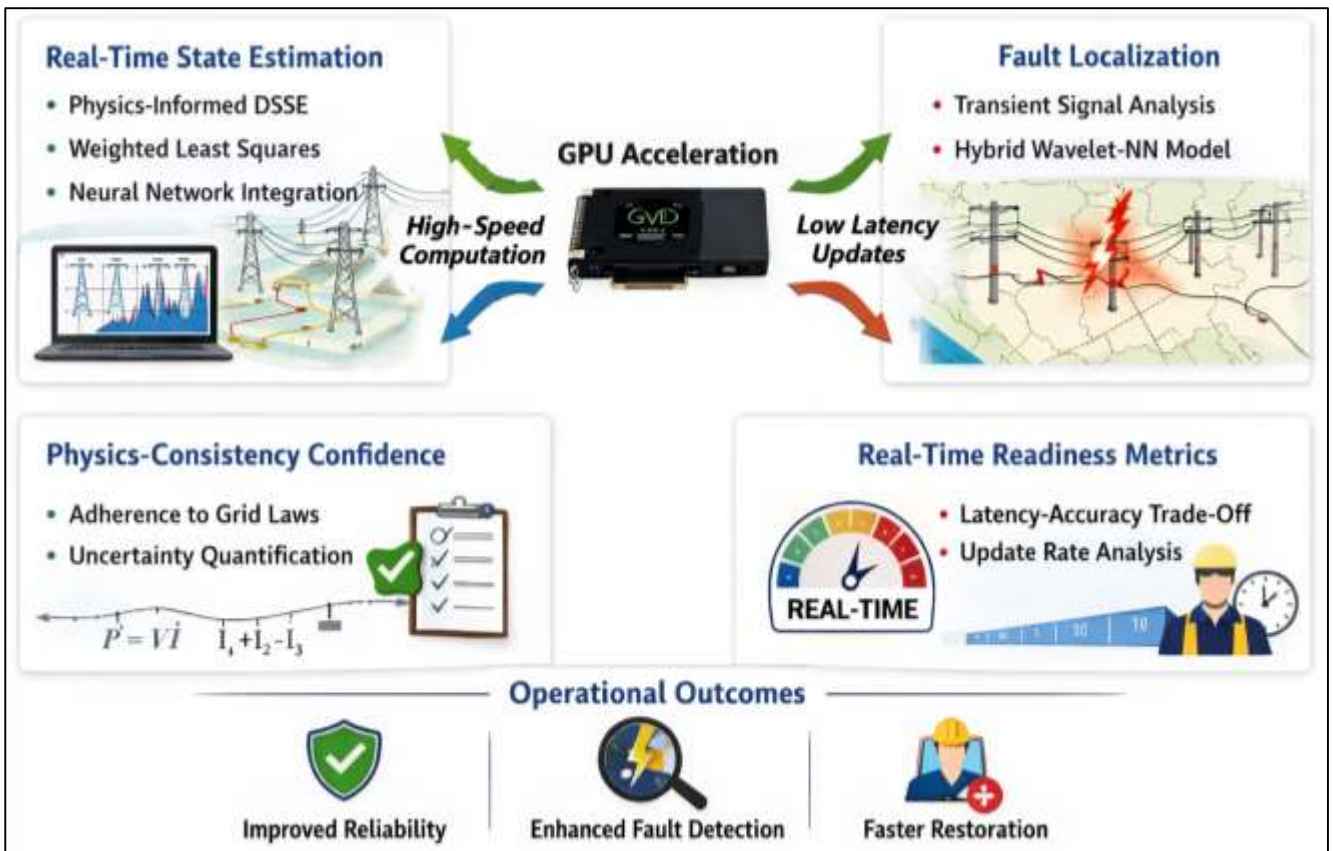 Real-Time State Estimation
• Physics-Informed DSSE
• Weighted Least Squares
• Neural Network Integration
GPU Acceleration
GVID
High-Speed
Computation
Low Latency
Updates
Fault Localization
• Transient Signal Analysis
• Hybrid Wavelet-NN Model
Physics-Consistency Confidence
• Adherence to Grid Laws
• Uncertainty Quantification
P = VI I₁ + I₂ - I₃
Real-Time Readiness Metrics
• Latency-Accuracy Trade-Off
• Update Rate Analysis
REAL-TIME
30 10
Operational Outcomes
Improved Reliability
Enhanced Fault Detection
Faster Restoration